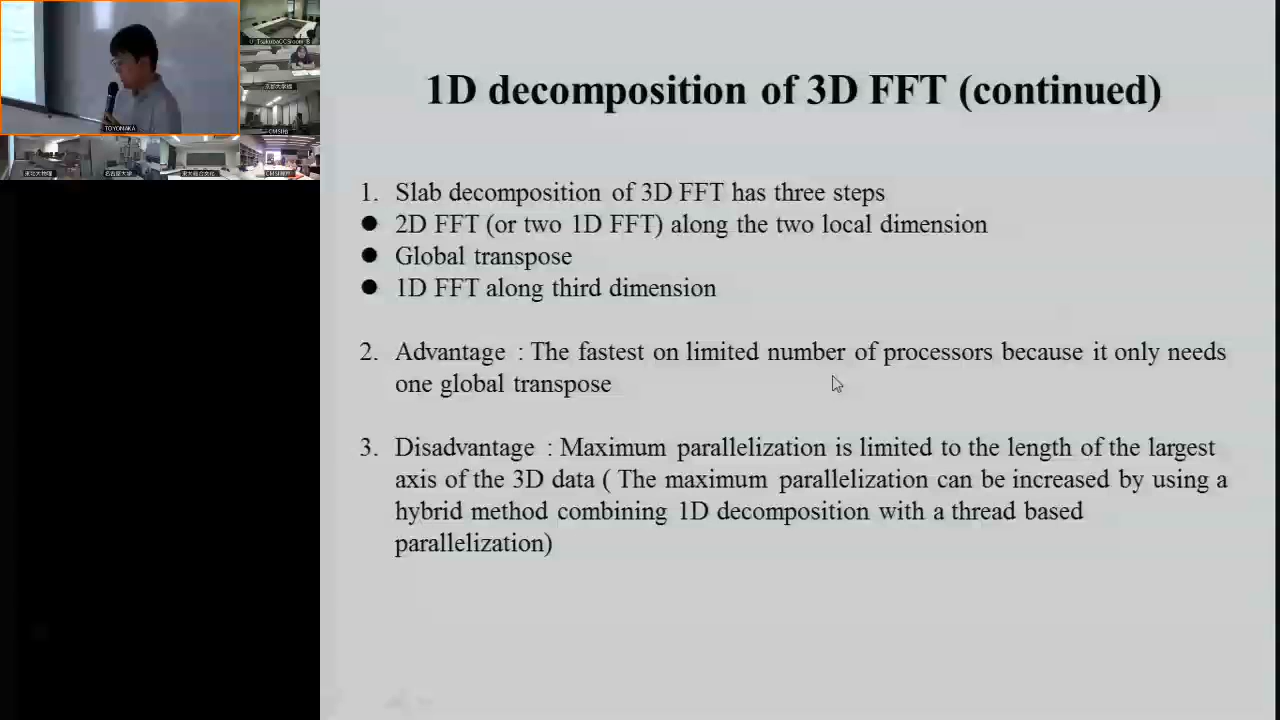 TOYONAKA
1D decomposition of 3D FFT (continued)
1. Slab decomposition of 3D FFT has three steps
● 2D FFT (or two 1D FFT) along the two local dimension
● Global transpose
● 1D FFT along third dimension
2. Advantage : The fastest on limited number of processors because it only needs
one global transpose
3. Disadvantage : Maximum parallelization is limited to the length of the largest
axis of the 3D data ( The maximum parallelization can be increased by using a
hybrid method combining 1D decomposition with a thread based
parallelization)